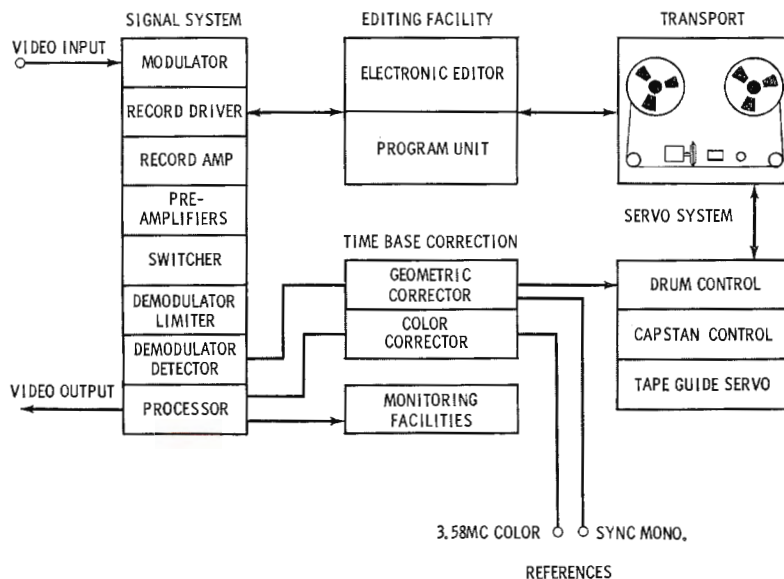 SIGNAL SYSTEM
VIDEO INPUT
MODULATOR
RECORD DRIVER
RECORD AMP
PRE-
AMPLIFIERS
SWITCHER
DEMODULATOR
LIMITER
DEMODULATOR
DETECTOR
VIDEO OUTPUT
PROCESSOR
EDITING FACILITY
ELECTRONIC EDITOR
PROGRAM UNIT
TIME BASE CORRECTION
GEOMETRIC
CORRECTOR
COLOR
CORRECTOR
MONITORING
FACILITIES
TRANSPORT
SERVO SYSTEM
DRUM CONTROL
CAPSTAN CONTROL
TAPE GUIDE SERVO
3.58MC COLOR
SYNC MONO.
REFERENCES